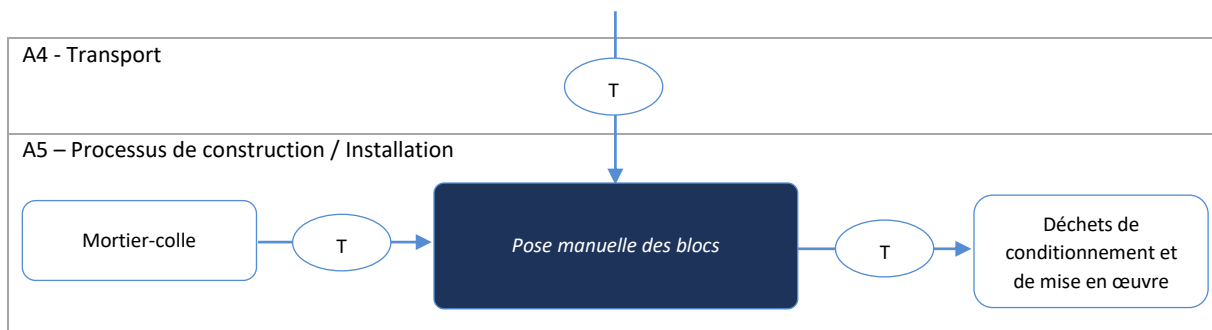 A4 - Transport
T
A5 – Processus de construction / Installation
Mortier-colle
T
Pose manuelle des blocs
T
Déchets de
conditionnement et
de mise en œuvre